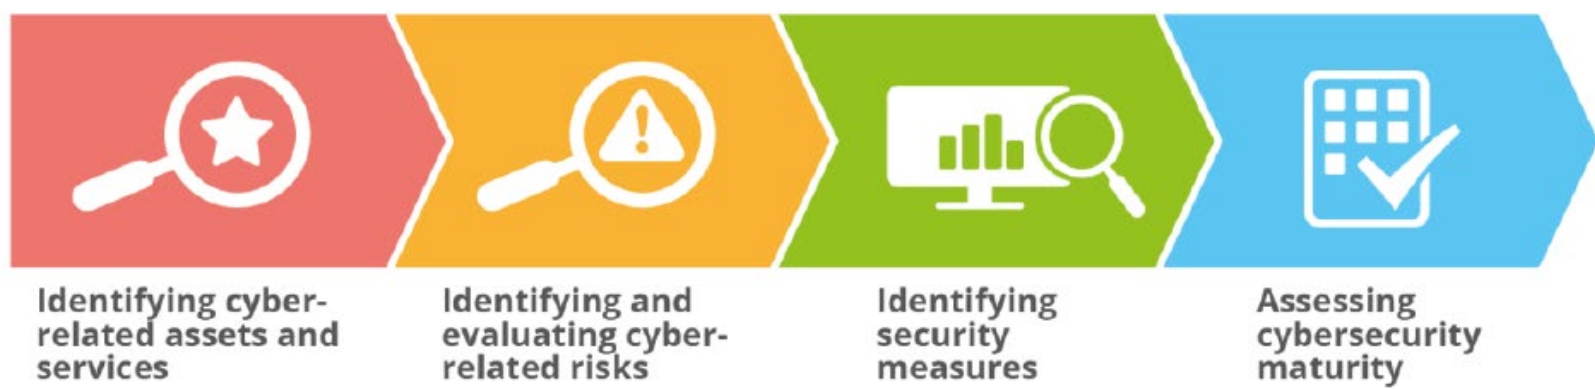 Identifying cyber-
related assets and
services
Identifying and
evaluating cyber-
related risks
Identifying
security
measures
Assessing
cybersecurity
maturity